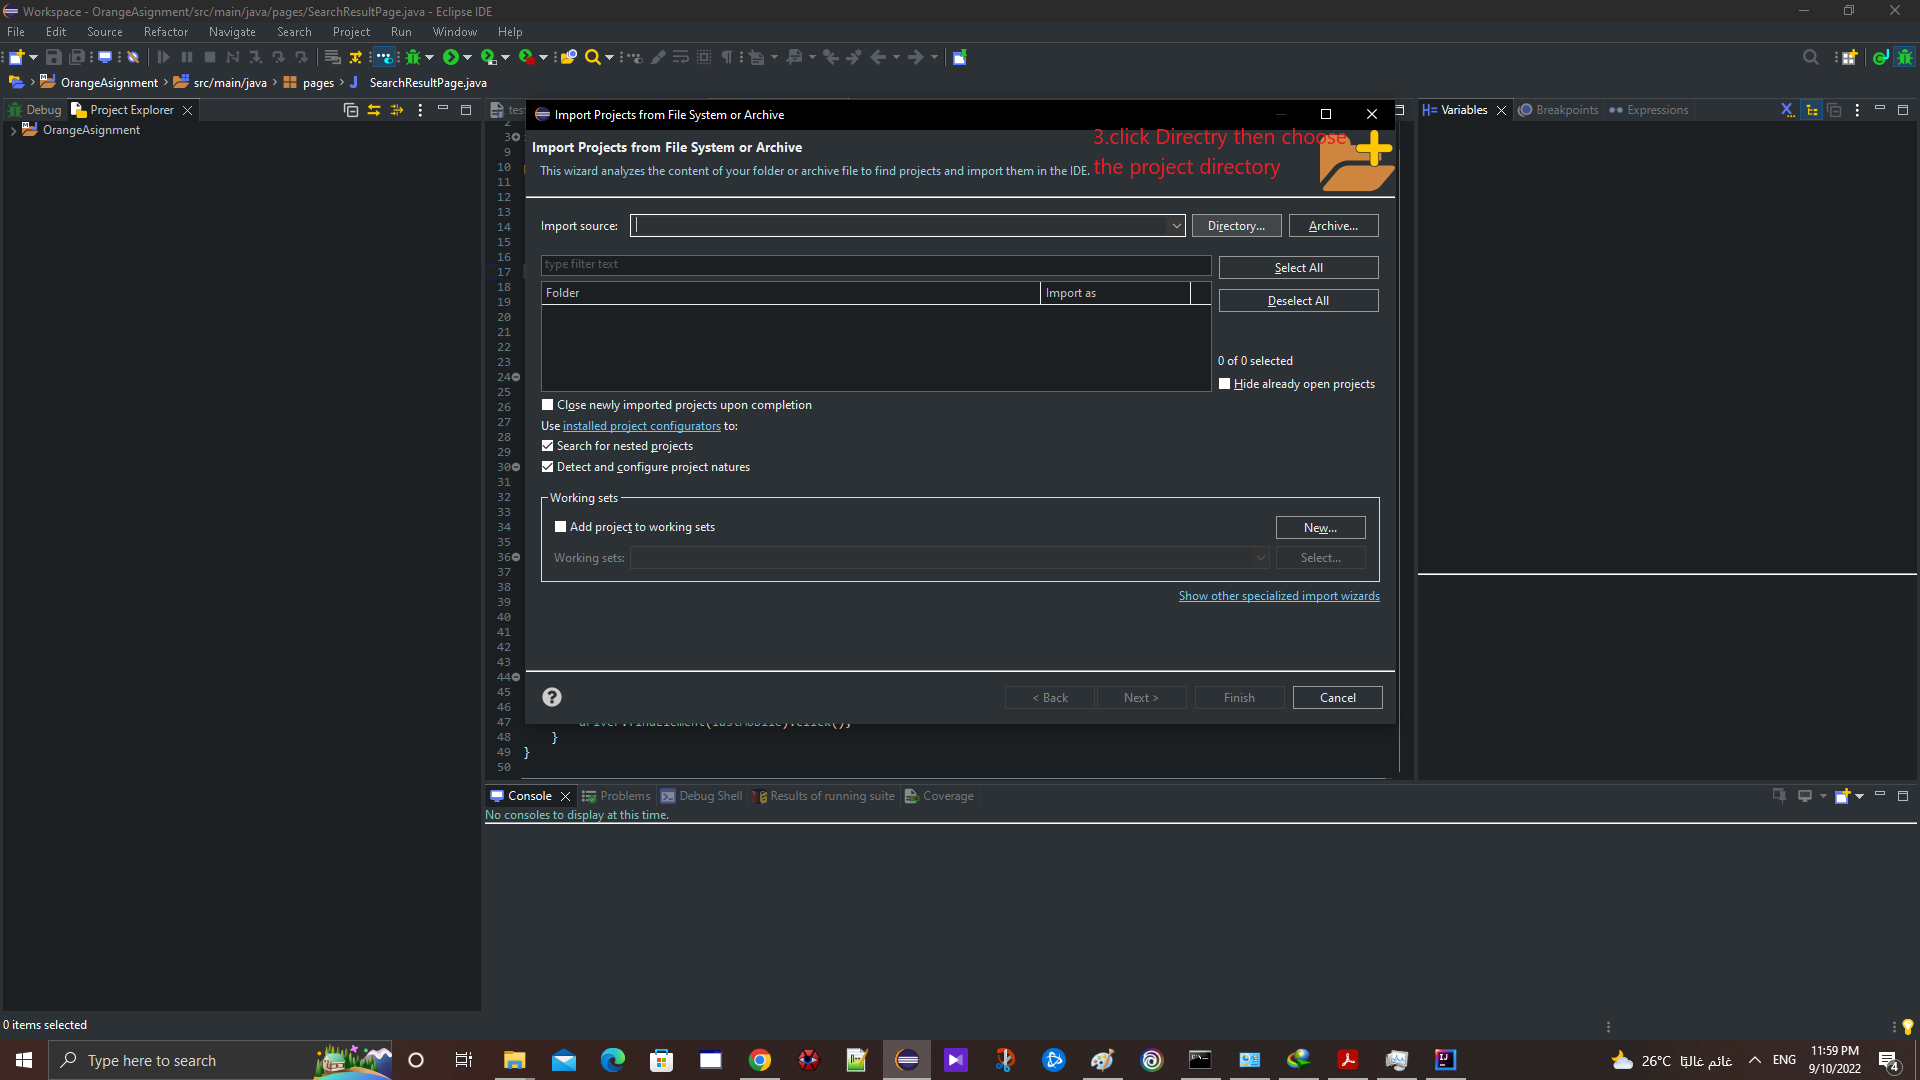 Workspace - OrangeAsignment/src/main/java/pages/SearchResultPage.java - Eclipse IDE
File Edit Source Refactor Navigate Search Project Run Window Help
OrangeAsignment src/main/java pages SearchResultPage.java
Debug Project Explorer
OrangeAsignment
Import Projects from File System or Archive
Import Projects from File System or Archive
This wizard analyzes the content of your folder or archive file to find projects and import them in the IDE.
3.click Directry then choose
the project directory
Import source: Directory... Archive...
type filter text
Select All
Folder Import as
Deselect All
0 of 0 selected
Hide already open projects
Close newly imported projects upon completion
Use installed project configurators to:
Search for nested projects
Detect and configure project natures
Working sets
Add project to working sets New...
Working sets: Select...
Show other specialized import wizards
< Back Next > Finish Cancel
2
3
9
10
11
12
13
14
15
16
17
18
19
20
21
22
23
24
25
26
27
28
29
30
31
32
33
34
35
36
37
38
39
40
41
42
43
44
45
46
47
48 }
49 }
50
Variables Breakpoints Expressions
Console Problems Debug Shell Results of running suite Coverage
No consoles to display at this time.
0 items selected
Type here to search
26°C غائم غالبًا ENG
11:59 PM
9/10/2022
4